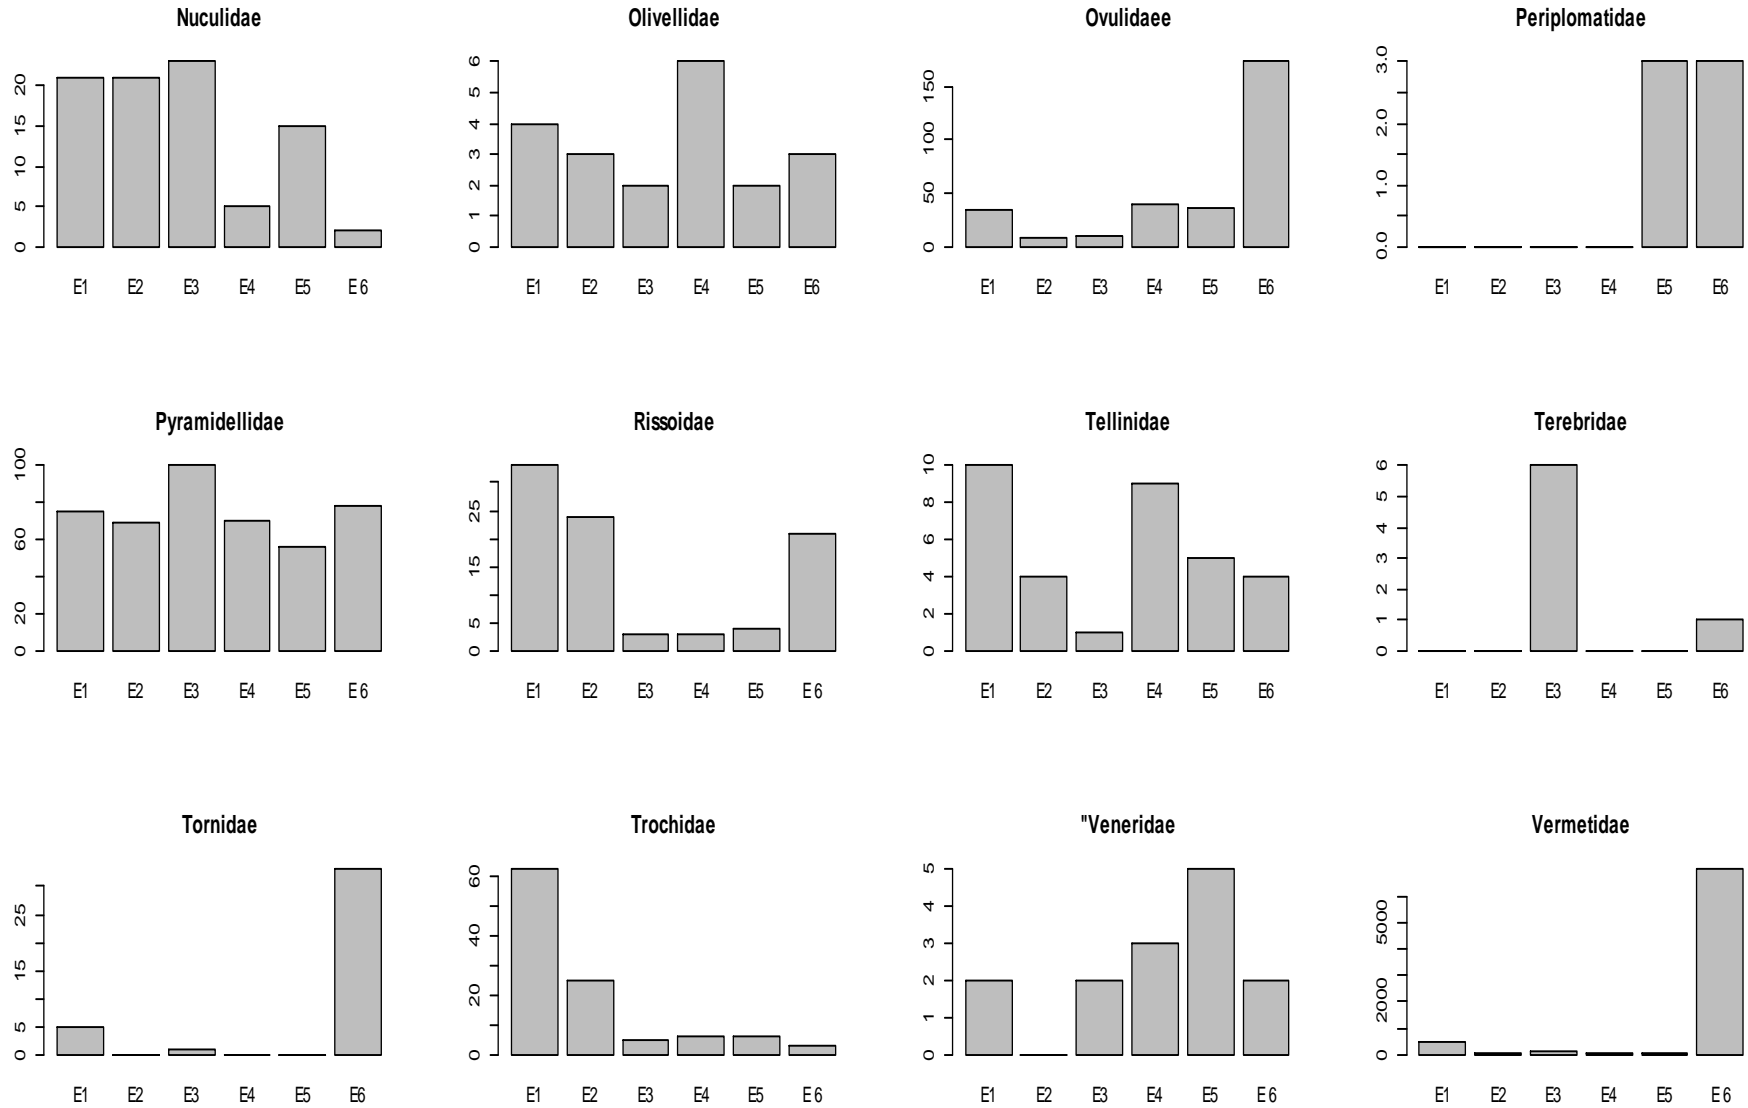 Nuculidae Olivellidae Ovulidaee Periplomatidae
0 5 10 15 20
0 1 2 3 4 5 6
0 50 100 150
0.0 1.0 2.0 3.0
E1 E2 E3 E4 E5 E 6
E1 E2 E3 E4 E5 E6
E1 E2 E3 E4 E5 E6
E1 E2 E3 E4 E5 E6
Pyramidellidae Rissoidae Tellinidae Terebridae
0 20 60 100
0 5 15 25
0 2 4 6 8 10
0 1 2 3 4 5 6
E1 E2 E3 E4 E5 E 6
E1 E2 E3 E4 E5 E 6
E1 E2 E3 E4 E5 E6
E1 E2 E3 E4 E5 E6
Tornidae Trochidae "Veneridae Vermetidae
0 5 15 25
0 20 40 60
0 1 2 3 4 5
0 2000 5000
E1 E2 E3 E4 E5 E6
E1 E2 E3 E4 E5 E6
E1 E2 E3 E4 E5 E 6
E1 E2 E3 E4 E5 E 6